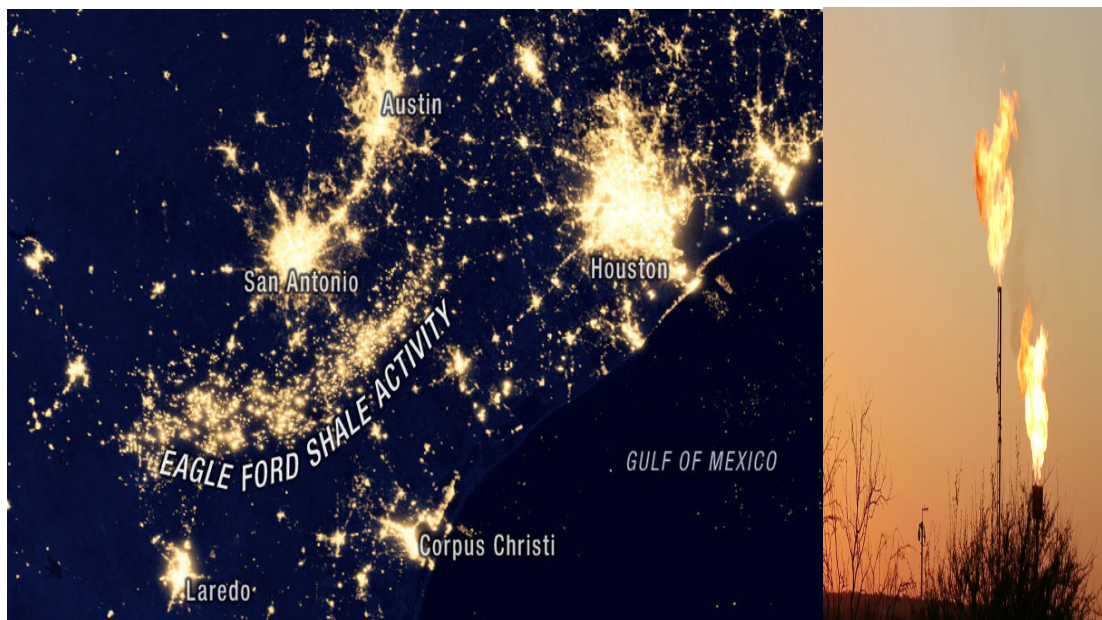 Austin
Houston
San Antonio
EAGLE FORD SHALE ACTIVITY
GULF OF MEXICO
Corpus Christi
Laredo